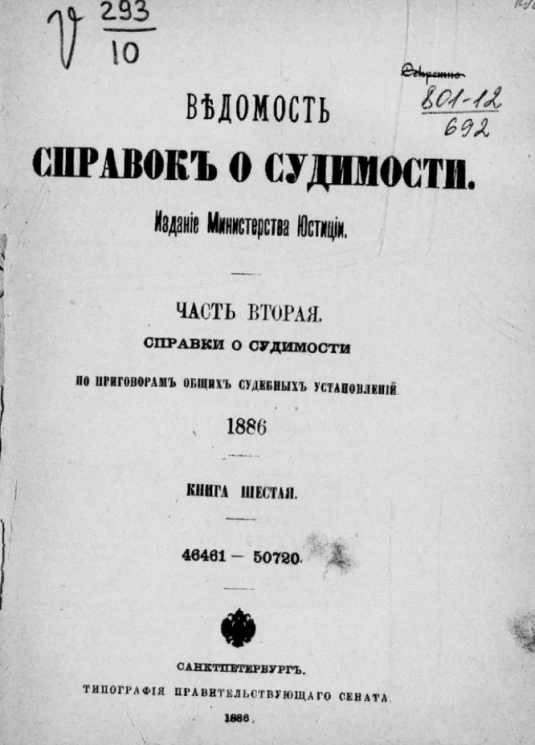 V 293
10
Секретно
801-12
692
ВѢДОМОСТЬ
СПРАВОКЪ О СУДИМОСТИ.
Изданіе Министерства Юстиціи.
ЧАСТЬ ВТОРАЯ.
СПРАВКИ О СУДИМОСТИ
ПО ПРИГОВОРАМЪ ОБЩИХЪ СУДЕБНЫХЪ УСТАНОВЛЕНІЙ
1886
КНИГА ШЕСТАЯ.
46461 — 50720.
САНКТПЕТЕРБУРГЪ.
ТИПОГРАФІЯ ПРАВИТЕЛЬСТВУЮЩАГО СЕНАТА
1886.